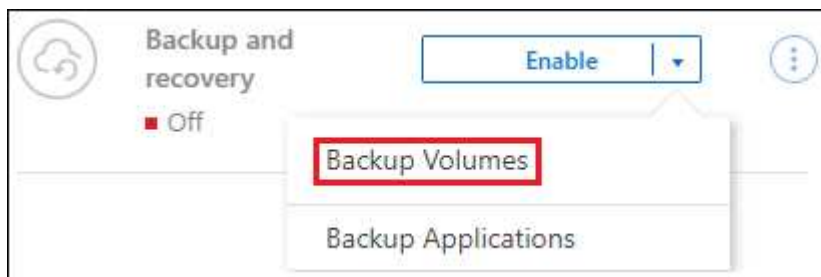 Backup and
recovery
Enable
Off
Backup Volumes
Backup Applications